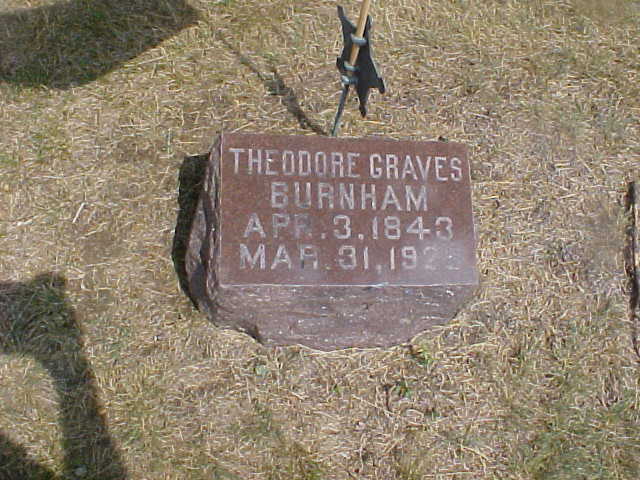 THEODORE GRAVES
BURNHAM
APR. 3, 1843
MAR. 31,